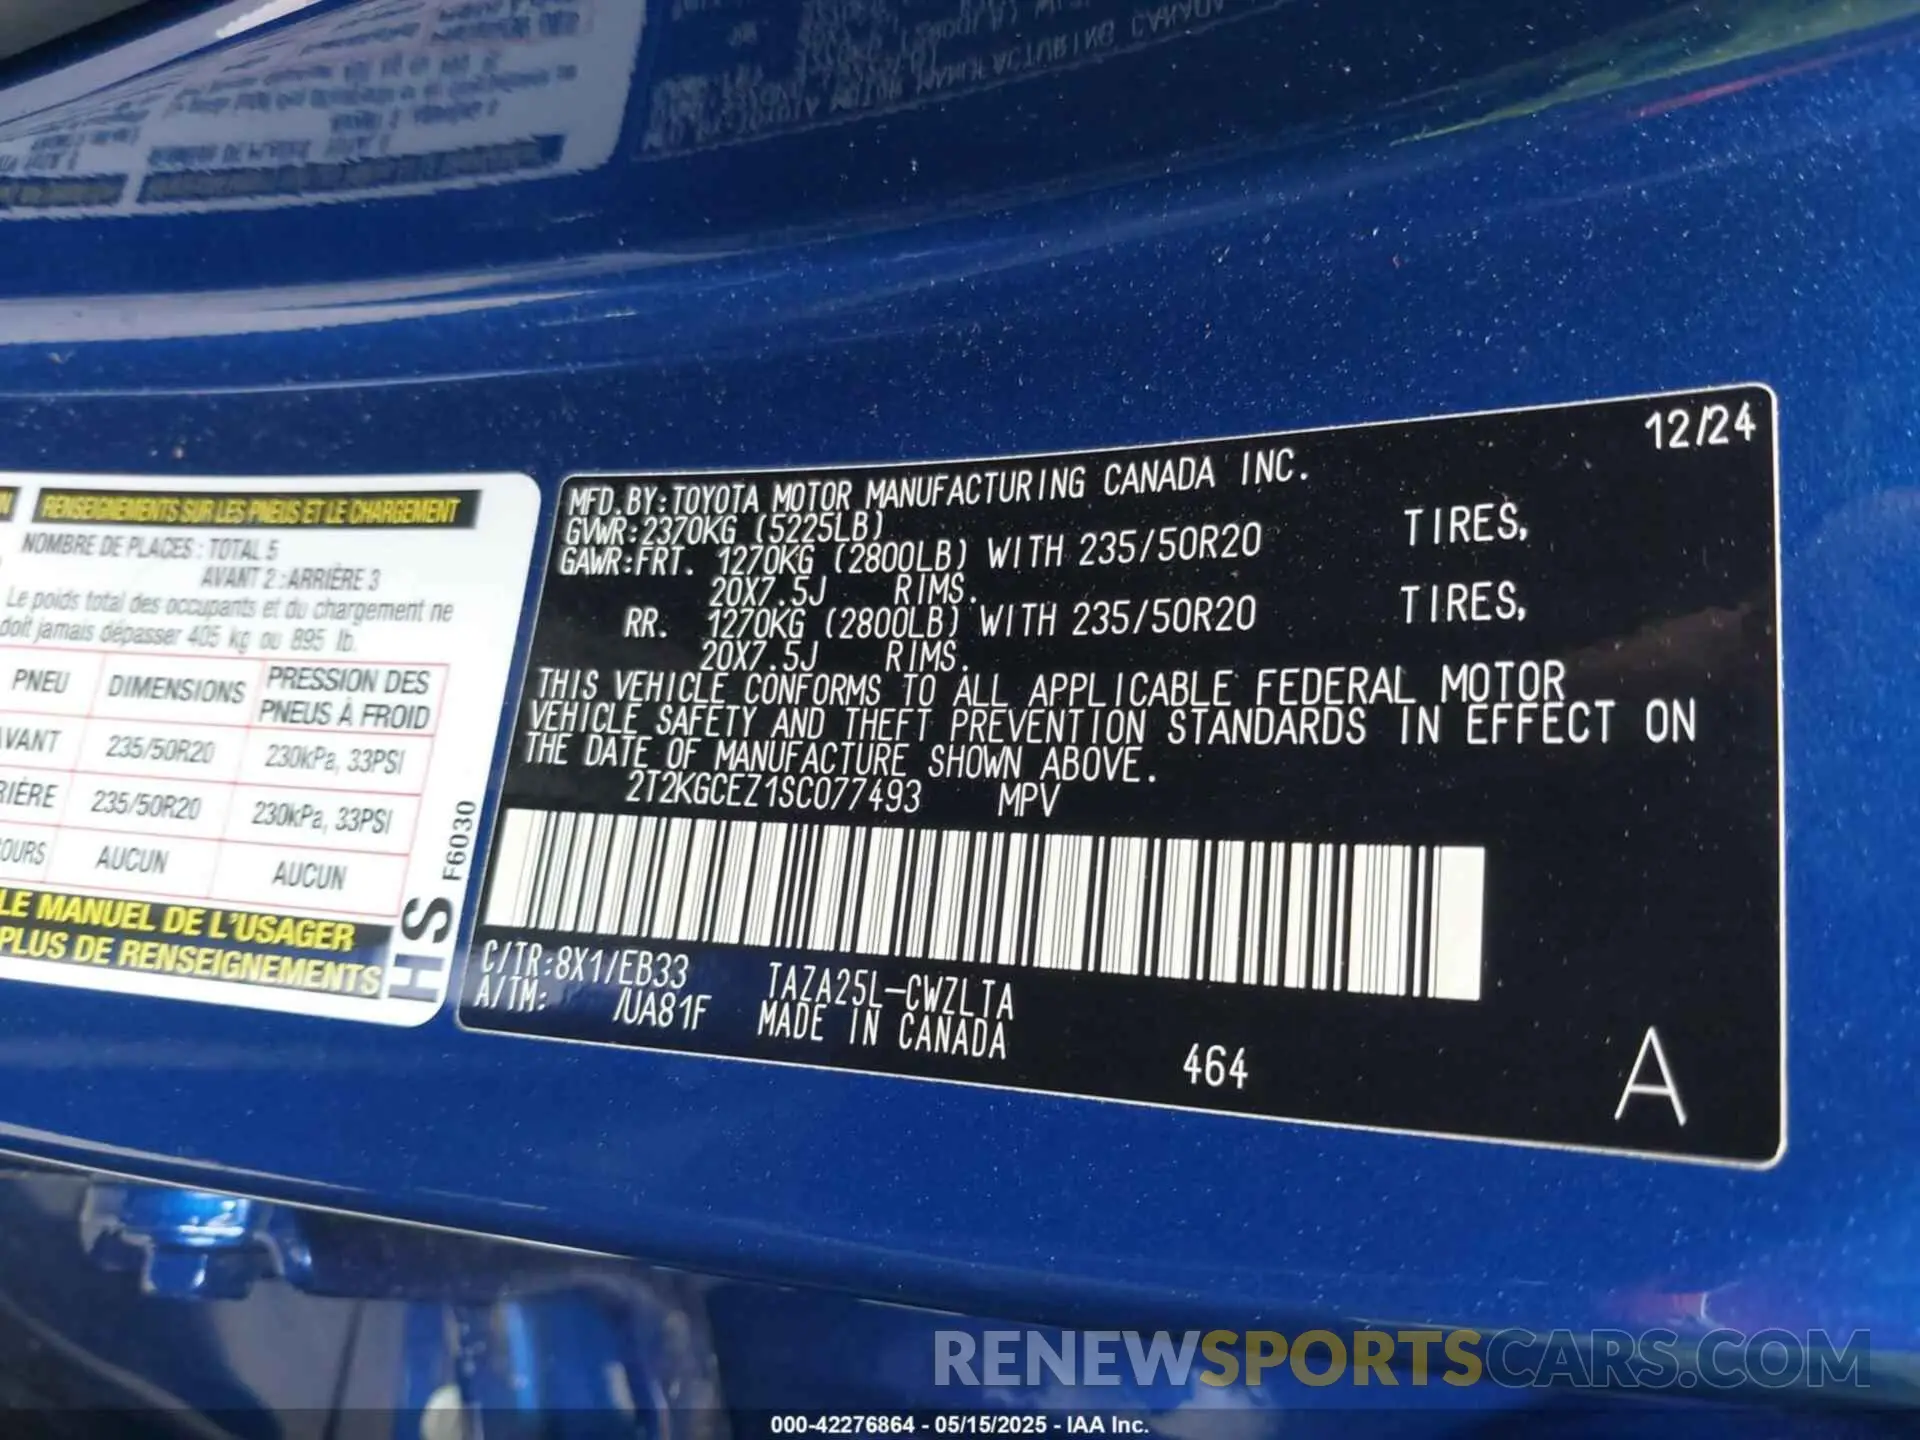 RENSEIGNEMENTS SUR LES PNEUS ET LE CHARGEMENT
NOMBRE DE PLACES : TOTAL 5
AVANT 2 : ARRIÈRE 3
Le poids total des occupants et du chargement ne
doit jamais dépasser 405 kg ou 895 lb.
PNEU DIMENSIONS PRESSION DES
PNEUS À FROID
VANT 235/50R20 230kPa, 33PSI
RIÈRE 235/50R20 230kPa, 33PSI
OURS AUCUN AUCUN
LE MANUEL DE L'USAGER
PLUS DE RENSEIGNEMENTS
HS F6030
12/24
MFD.BY:TOYOTA MOTOR MANUFACTURING CANADA INC.
GVWR:2370KG (5225LB)
GAWR:FRT. 1270KG (2800LB) WITH 235/50R20 TIRES,
20X7.5J RIMS.
RR. 1270KG (2800LB) WITH 235/50R20 TIRES,
20X7.5J RIMS.
THIS VEHICLE CONFORMS TO ALL APPLICABLE FEDERAL MOTOR
VEHICLE SAFETY AND THEFT PREVENTION STANDARDS IN EFFECT ON
THE DATE OF MANUFACTURE SHOWN ABOVE.
2T2KGCEZ1SC077493 MPV
C/TR:8X1/EB33 TAZA25L-CWZLTA
A/TM: /UA81F MADE IN CANADA
464
A
RENEWSPORTSCARS.COM
000-42276864 - 05/15/2025 - IAA Inc.